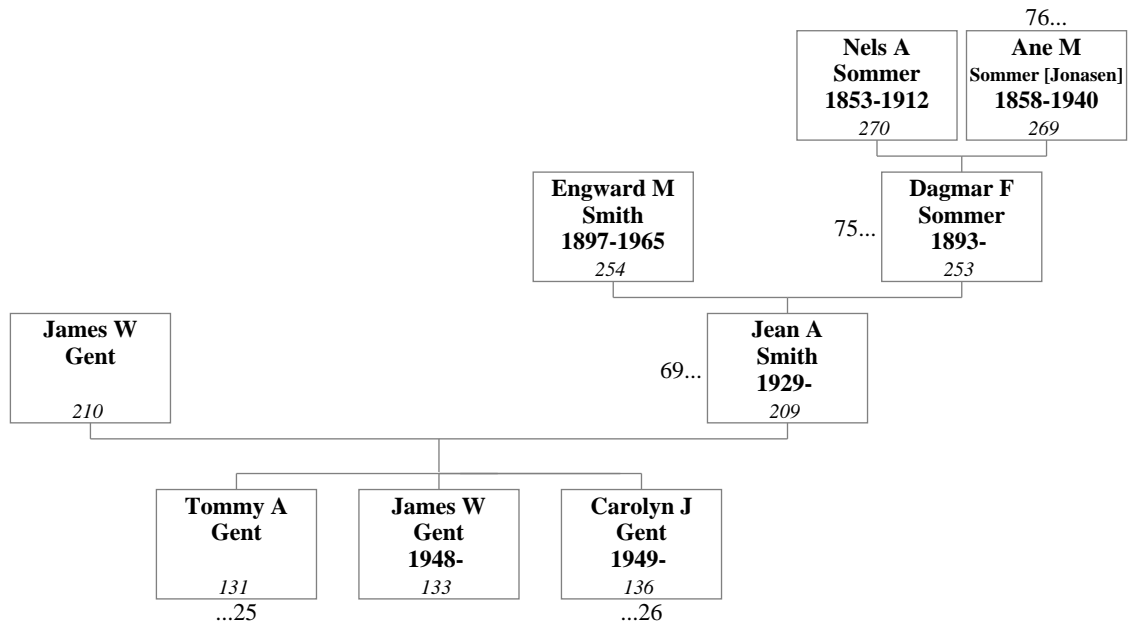 76...
Nels A
Sommer
1853-1912
270
Ane M
Sommer [Jonasen]
1858-1940
269
Engward M
Smith
1897-1965
254
75...
Dagmar F
Sommer
1893-
253
James W
Gent
210
69...
Jean A
Smith
1929-
209
Tommy A
Gent
131
...25
James W
Gent
1948-
133
Carolyn J
Gent
1949-
136
...26